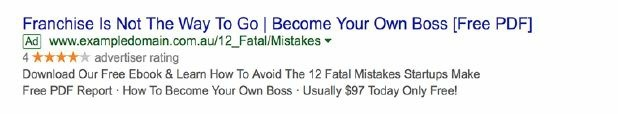 Franchise Is Not The Way To Go | Become Your Own Boss [Free PDF]
Ad www.exampledomain.com.au/12_Fatal/Mistakes
4 ★★★★★ advertiser rating
Download Our Free Ebook & Learn How To Avoid The 12 Fatal Mistakes Startups Make
Free PDF Report · How To Become Your Own Boss · Usually $97 Today Only Free!